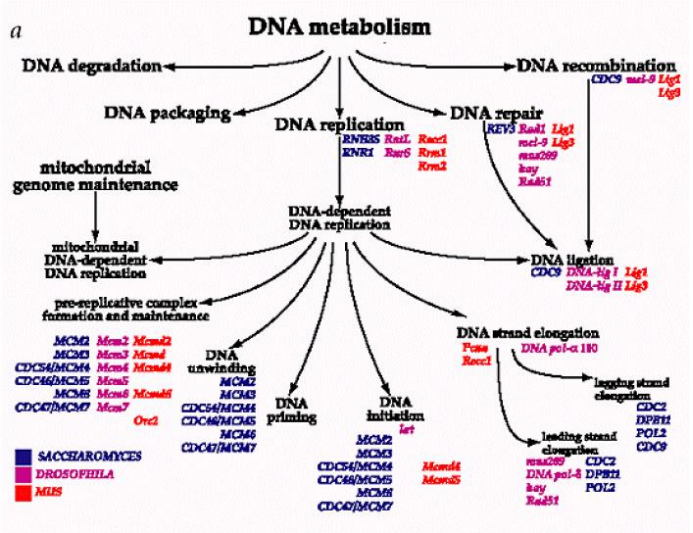 a
DNA metabolism
DNA degradation
DNA recombination
CDC9 mei-9 Lig1
Lig3
DNA packaging
DNA repair
DNA replication
REV3 Rad1 Lig1
mei-9 Lig3
mus209
hay
Rad51
RNR1
Rrm1
Rrm2
mitochondrial
genome maintenance
DNA-dependent
DNA replication
mitochondrial
DNA-dependent
DNA replication
DNA ligation
CDC9 DNA-lig I Lig1
DNA-lig II Lig3
pre-replicative complex
formation and maintenance
MCM2 Mcm2 Mcmd2
MCM3 Mcm3 Mcmd
CDC54/MCM4 Mcm4 Mcmd4
CDC46/MCM5 Mcm5
MCM6 Mcm6 Mcmd6
CDC47/MCM7 Mcm7
Orc2
DNA
unwinding
MCM2
MCM3
CDC54/MCM4
CDC46/MCM5
MCM6
CDC47/MCM7
DNA
priming
DNA
initiation
lat
MCM2
MCM3
CDC54/MCM4 Mcmd4
CDC46/MCM5 Mcmd5
MCM6
CDC47/MCM7
DNA strand elongation
Pcna DNA pol-α 180
Recc1
lagging strand
elongation
CDC2
DPB11
POL2
CDC9
leading strand
elongation
mus209 CDC2
DNA pol-δ DPB11
hay POL2
Rad51
SACCHAROMYCES
DROSOPHILA
MUS